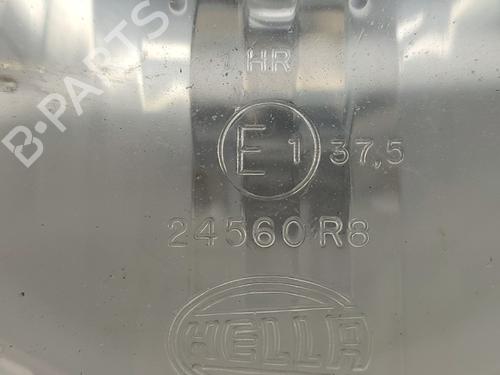 B-PARTS
HR
E1 37,5
24560 R8
HELLA